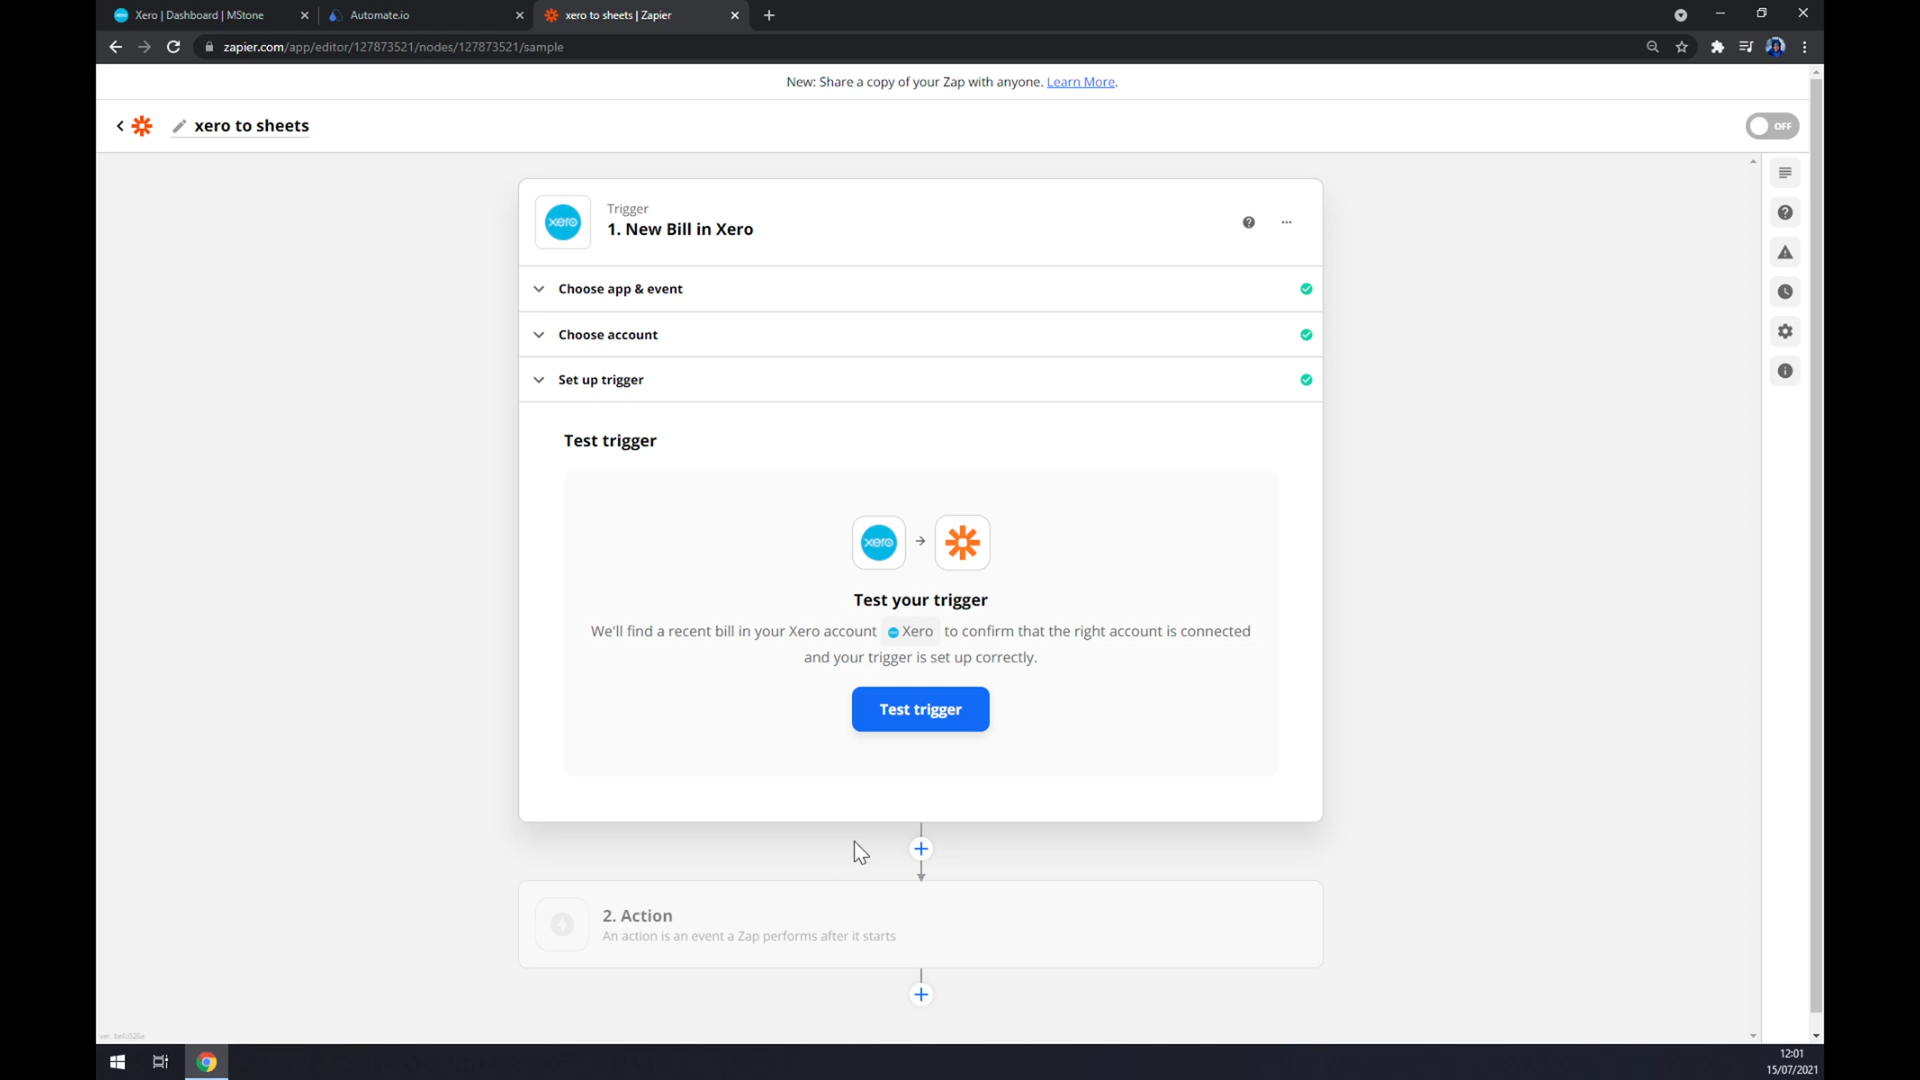 Xero | Dashboard | MStone
Automate.io
xero to sheets | Zapier
zapier.com/app/editor/127873521/nodes/127873521/sample
New: Share a copy of your Zap with anyone. Learn More.
xero to sheets
OFF
xero
Trigger
1. New Bill in Xero
Choose app & event
Choose account
Set up trigger
Test trigger
xero
Test your trigger
We'll find a recent bill in your Xero account Xero to confirm that the right account is connected
and your trigger is set up correctly.
Test trigger
2. Action
An action is an event a Zap performs after it starts
12:01
15/07/2021